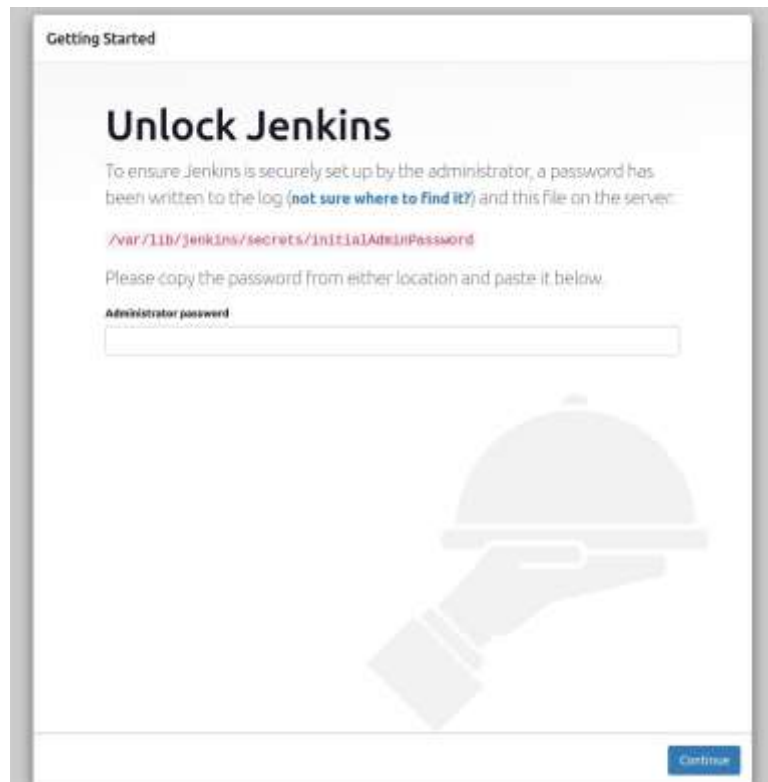 Getting Started
Unlock Jenkins
To ensure Jenkins is securely set up by the administrator, a password has
been written to the log (not sure where to find it?) and this file on the server:
/var/lib/jenkins/secrets/initialAdminPassword
Please copy the password from either location and paste it below.
Administrator password
Continue